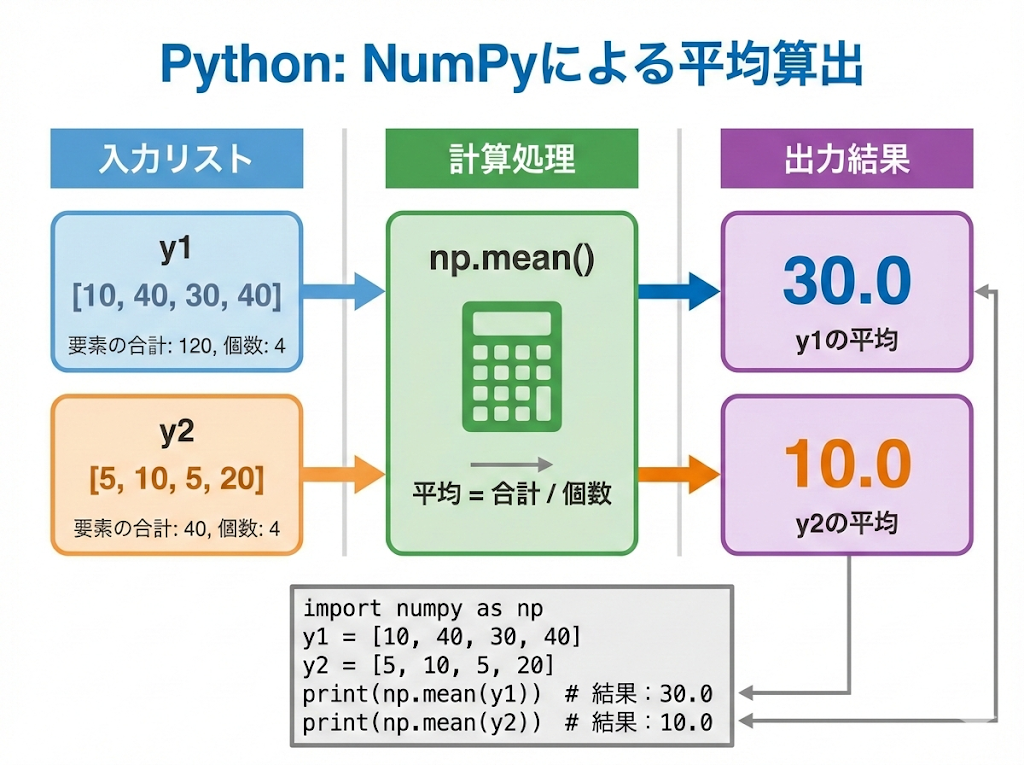 Python: NumPyによる平均算出
入力リスト
計算処理
出力結果
y1
[10, 40, 30, 40]
要素の合計: 120, 個数: 4
y2
[5, 10, 5, 20]
要素の合計: 40, 個数: 4
np.mean()
平均 = 合計 / 個数
30.0
y1の平均
10.0
y2の平均
import numpy as np
y1 = [10, 40, 30, 40]
y2 = [5, 10, 5, 20]
print(np.mean(y1))  # 結果：30.0
print(np.mean(y2))  # 結果：10.0